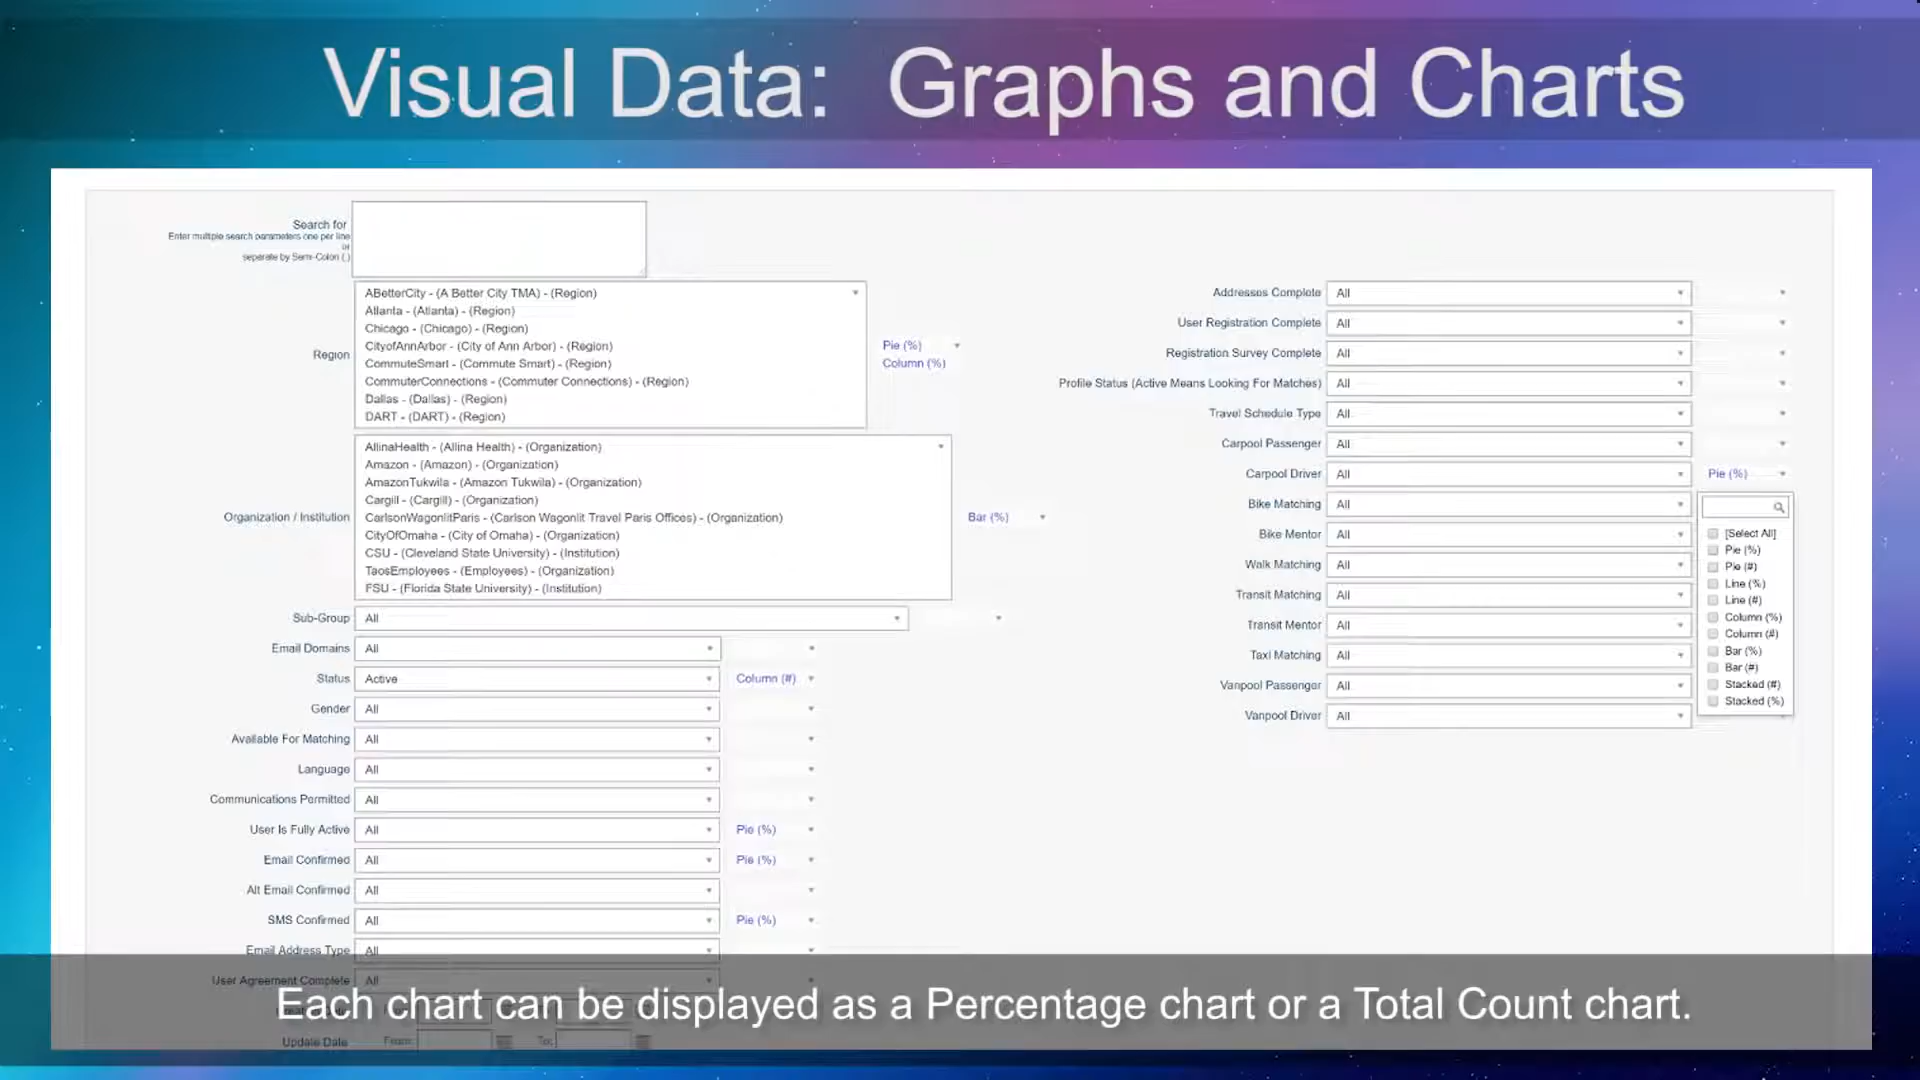 Visual Data: Graphs and Charts
Search for
Enter multiple search parameters one per line
or
seperate by Semi-Colon (;)
Region
ABetterCity - (A Better City TMA) - (Region)
Atlanta - (Atlanta) - (Region)
Chicago - (Chicago) - (Region)
CityofAnnArbor - (City of Ann Arbor) - (Region)
CommuteSmart - (Commute Smart) - (Region)
CommuterConnections - (Commuter Connections) - (Region)
Dallas - (Dallas) - (Region)
DART - (DART) - (Region)
Pie (%)
Column (%)
Organization / Institution
AllinaHealth - (Allina Health) - (Organization)
Amazon - (Amazon) - (Organization)
AmazonTukwila - (Amazon Tukwila) - (Organization)
Cargill - (Cargill) - (Organization)
CarlsonWagonlitParis - (Carlson Wagonlit Travel Paris Offices) - (Organization)
CityOfOmaha - (City of Omaha) - (Organization)
CSU - (Cleveland State University) - (Institution)
TaosEmployees - (Employees) - (Organization)
FSU - (Florida State University) - (Institution)
Bar (%)
Sub-Group All
Email Domains All
Status Active Column (#)
Gender All
Available For Matching All
Language All
Communications Permitted All
User Is Fully Active All Pie (%)
Email Confirmed All Pie (%)
Alt Email Confirmed All
SMS Confirmed All Pie (%)
Email Address Type All
User Agreement Complete All
Update Date From: To:
Addresses Complete All
User Registration Complete All
Registration Survey Complete All
Profile Status (Active Means Looking For Matches) All
Travel Schedule Type All
Carpool Passenger All
Carpool Driver All Pie (%)
Bike Matching All
Bike Mentor All
Walk Matching All
Transit Matching All
Transit Mentor All
Taxi Matching All
Vanpool Passenger All
Vanpool Driver All
[Select All]
Pie (%)
Pie (#)
Line (%)
Line (#)
Column (%)
Column (#)
Bar (%)
Bar (#)
Stacked (#)
Stacked (%)
Each chart can be displayed as a Percentage chart or a Total Count chart.